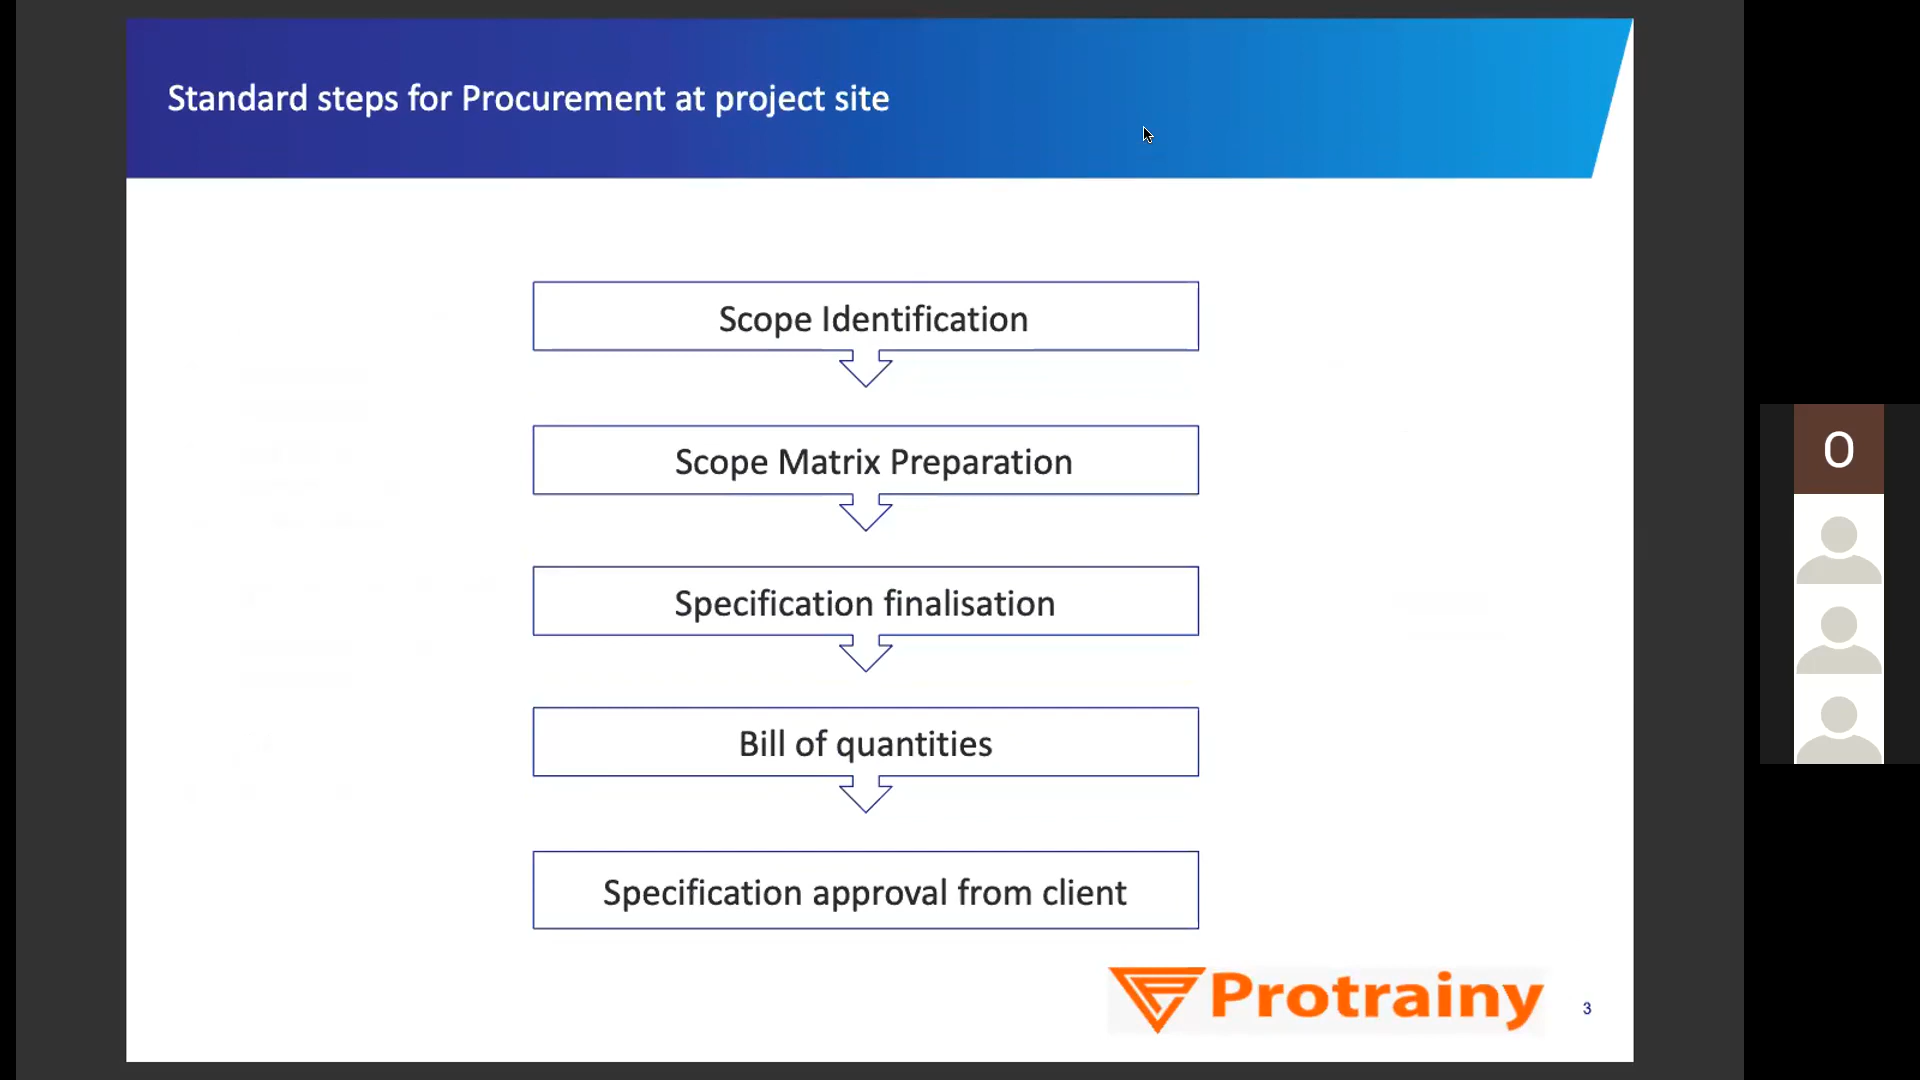 Standard steps for Procurement at project site
Scope Identification
Scope Matrix Preparation
Specification finalisation
Bill of quantities
Specification approval from client
Protrainy
3
O